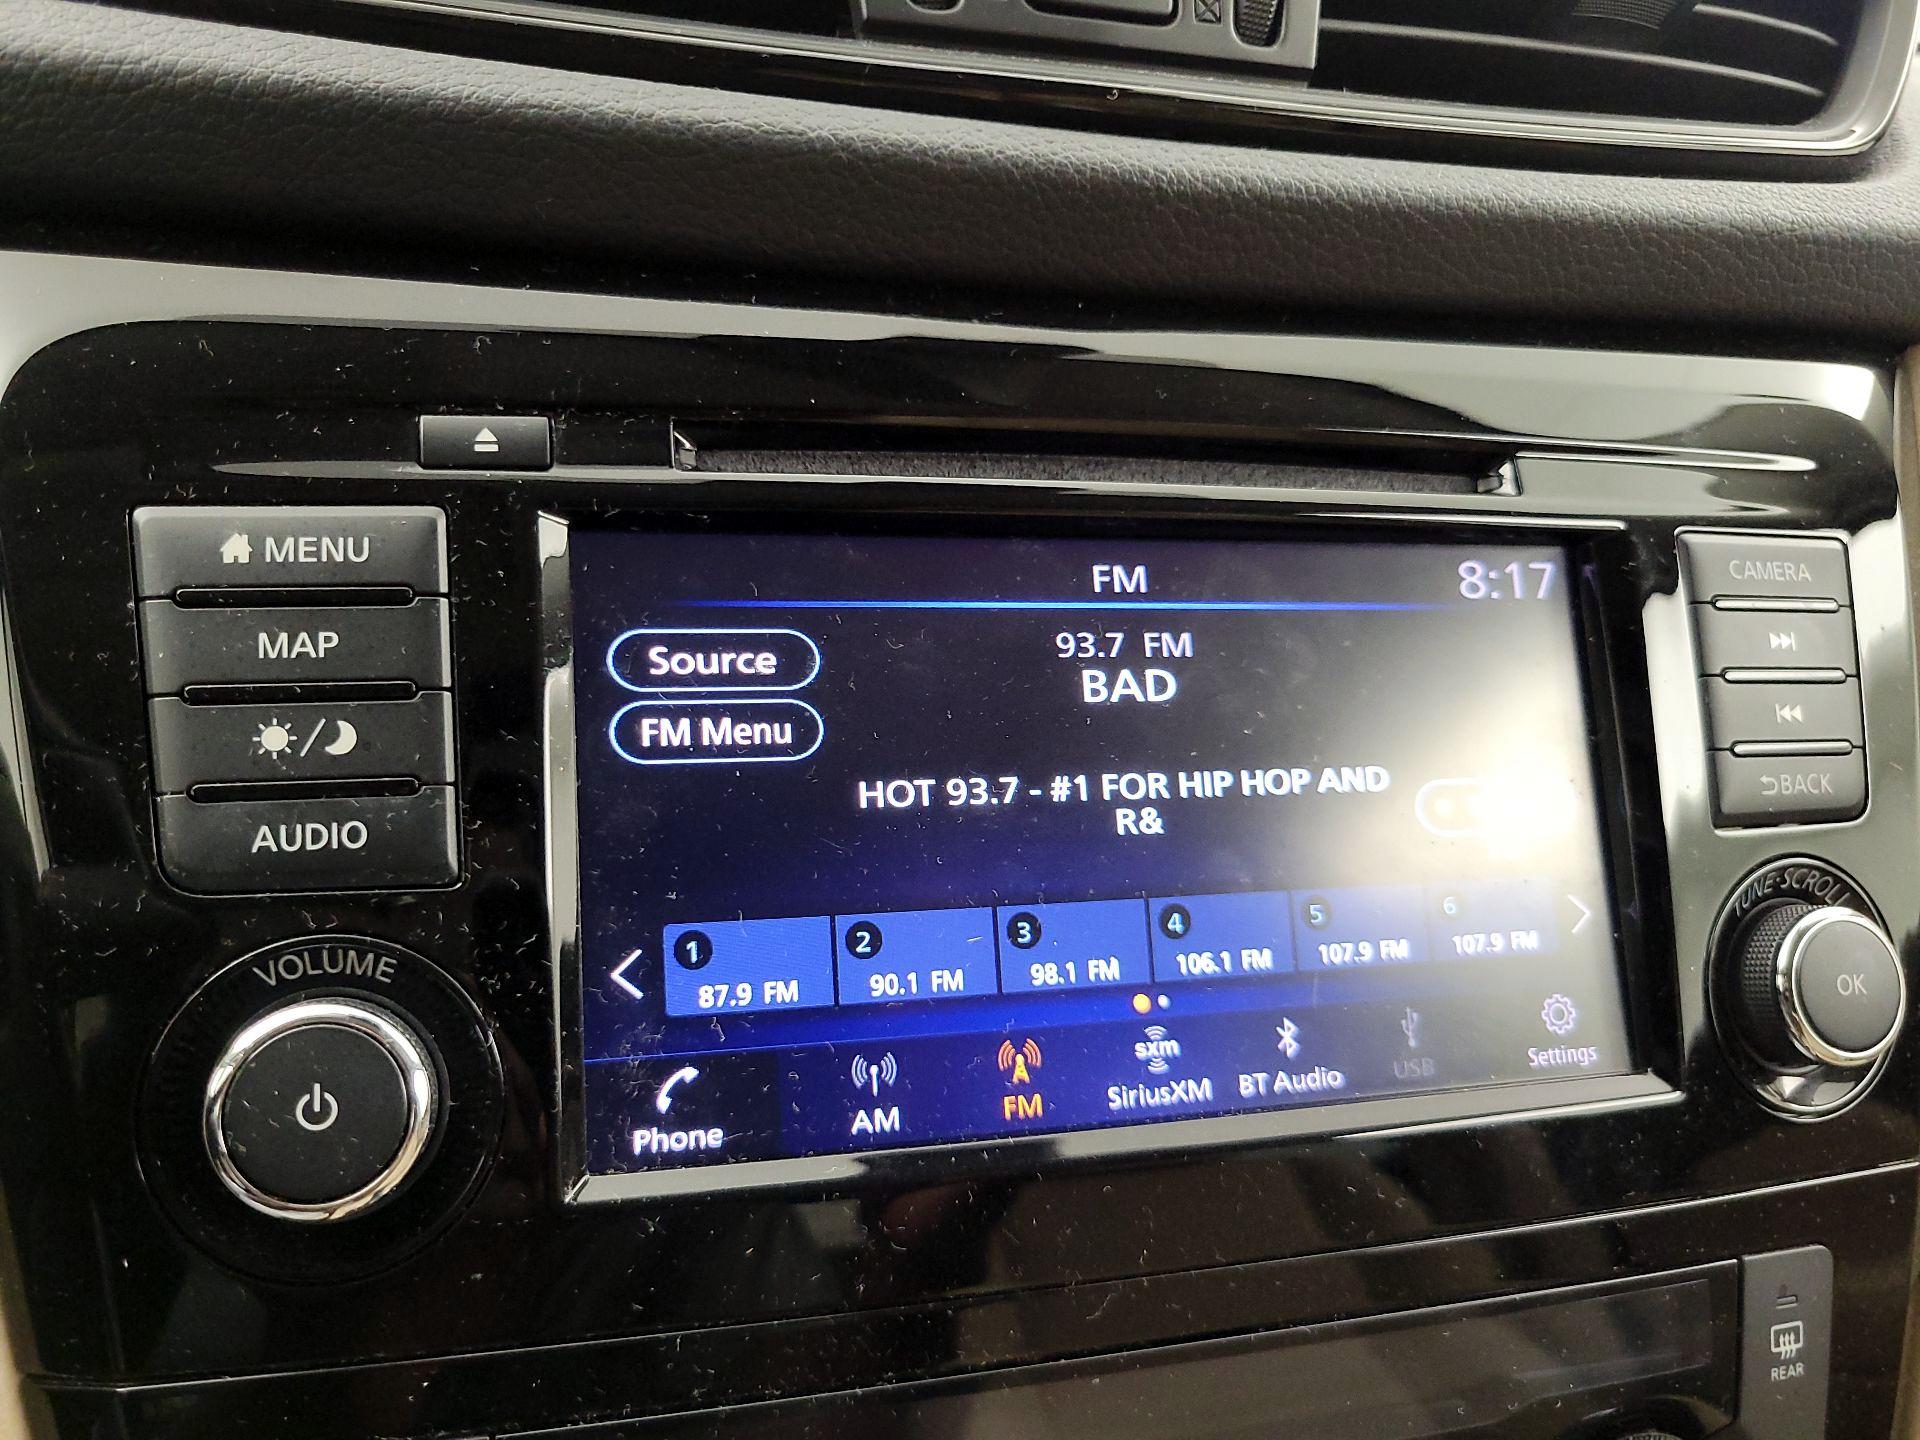 MENU
MAP
AUDIO
VOLUME
FM
8:17
Source
FM Menu
93.7 FM
BAD
HOT 93.7 - #1 FOR HIP HOP AND
R&
1
87.9 FM
2
90.1 FM
3
98.1 FM
4
106.1 FM
5
107.9 FM
6
107.9 FM
Phone
AM
FM
sxm
SiriusXM
BT Audio
USB
Settings
CAMERA
BACK
TUNE·SCROLL
OK
REAR